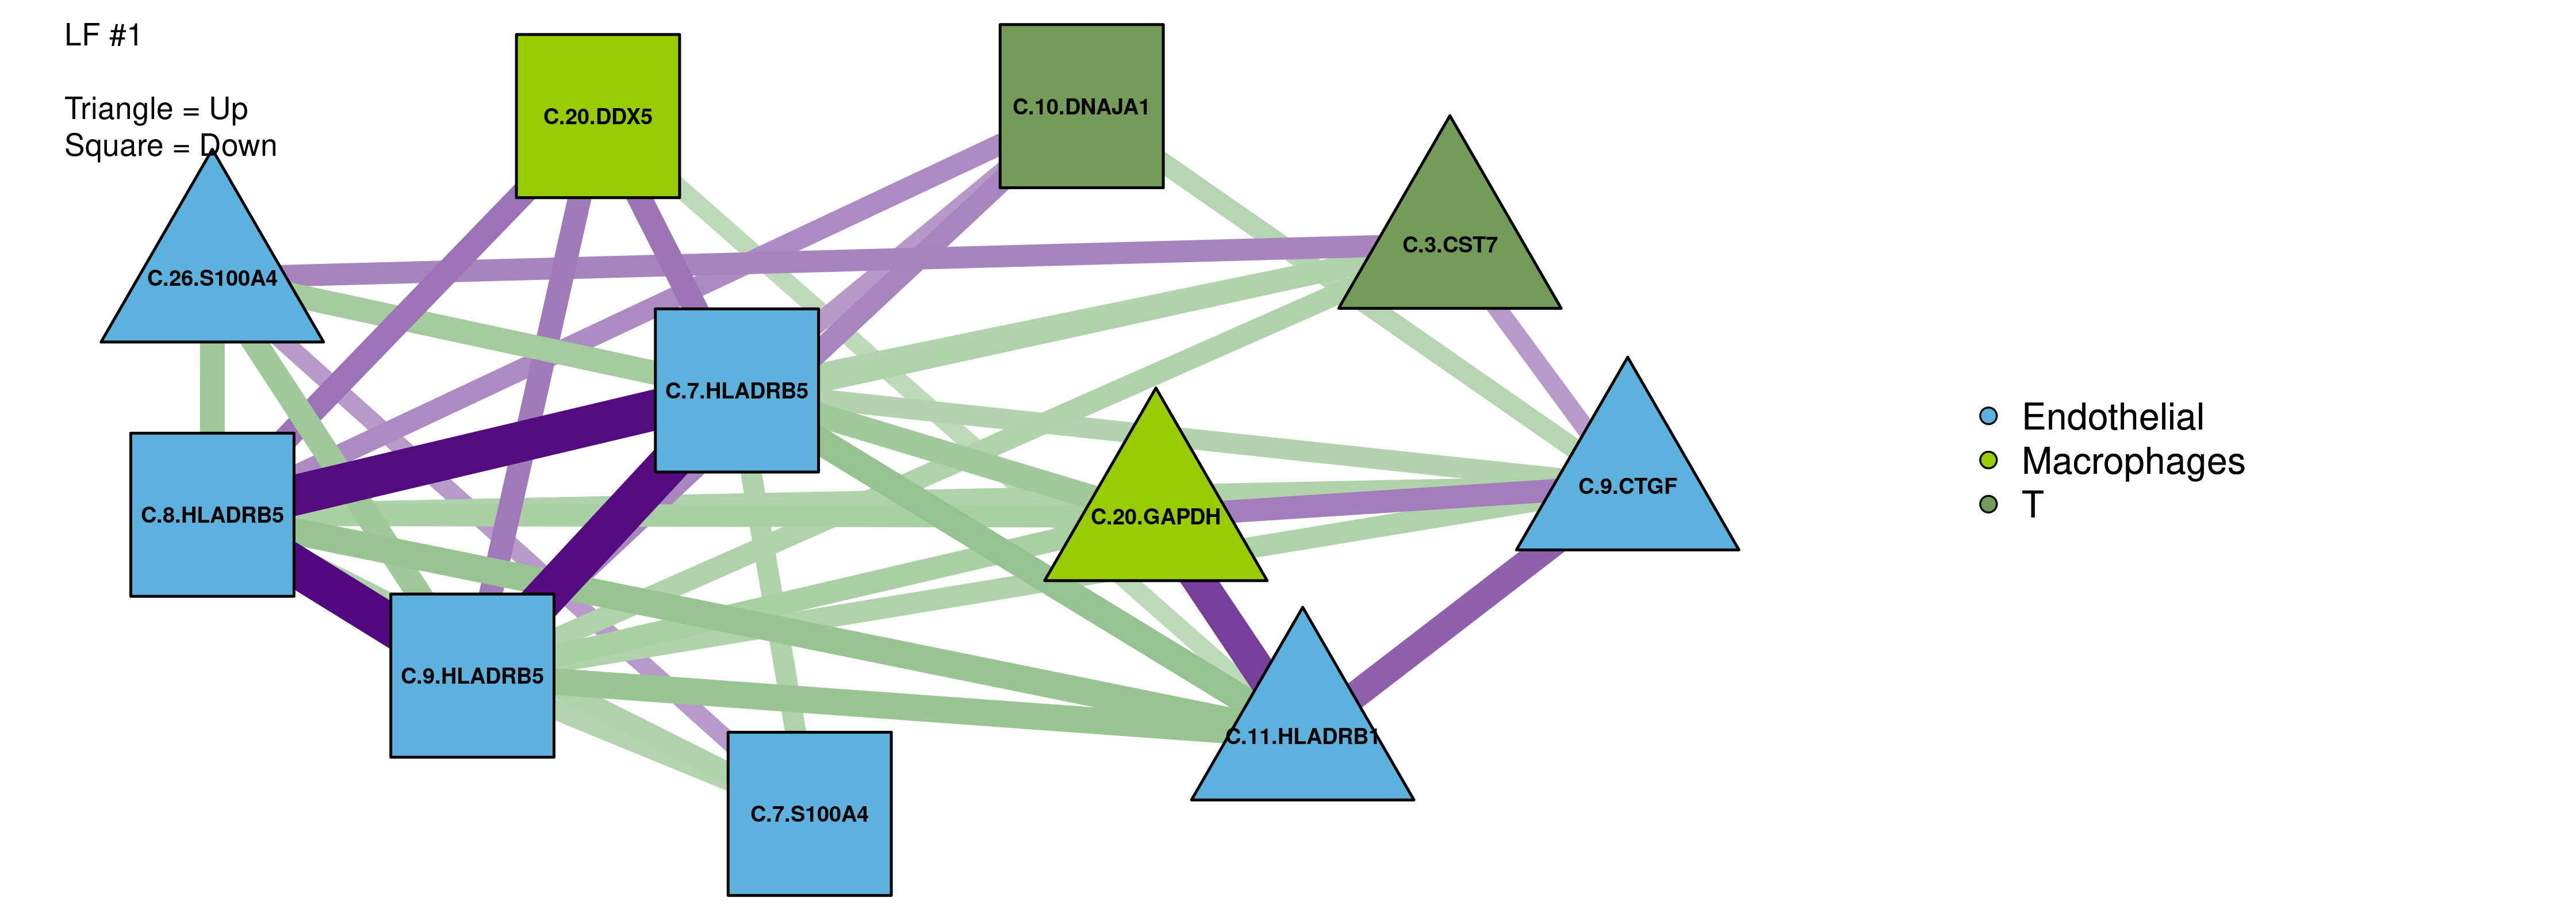 LF #1
Triangle = Up
Square = Down
C.20.DDX5
C.10.DNAJA1
C.3.CST7
C.26.S100A4
C.7.HLADRB5
C.8.HLADRB5
C.20.GAPDH
C.9.CTGF
C.9.HLADRB5
C.11.HLADRB1
C.7.S100A4
Endothelial
Macrophages
T